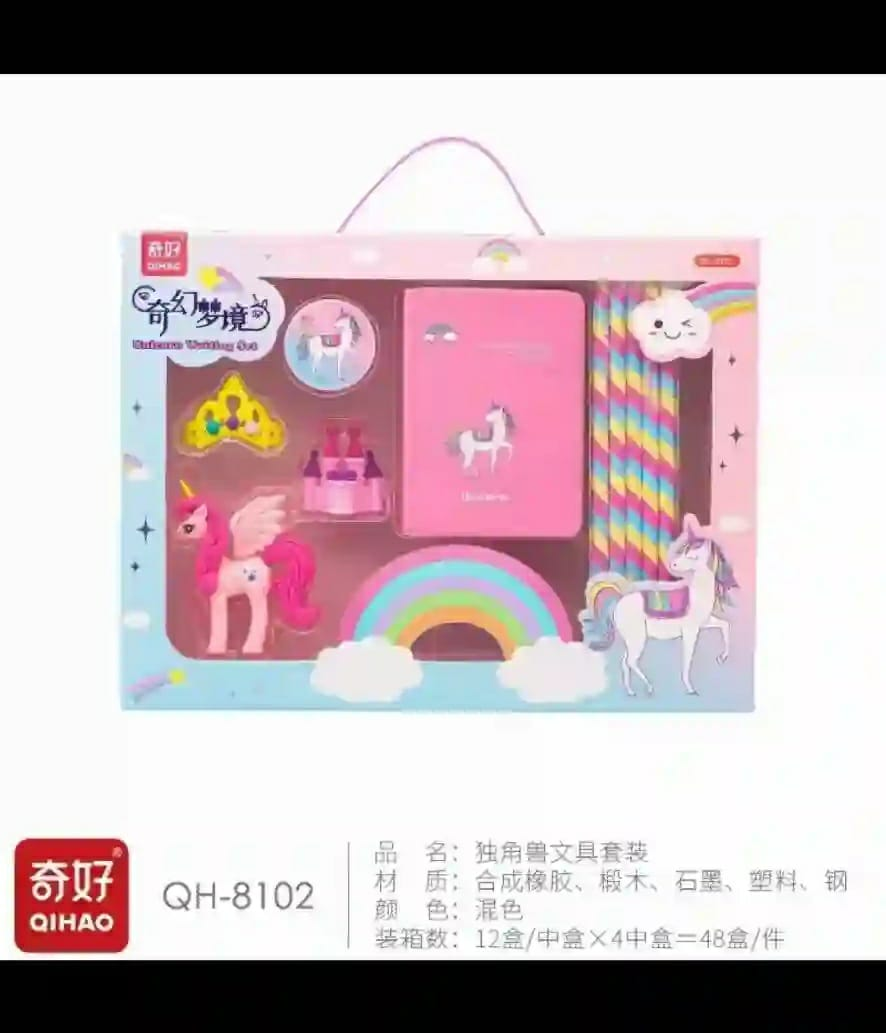 奇好
QIHAO
奇幻梦境
Unicorn Writing Set
奇好®
QIHAO
QH-8102
品 名：独角兽文具套装
材 质：合成橡胶、椴木、石墨、塑料、钢
颜 色：混色
装箱数：12盒/中盒×4中盒＝48盒/件